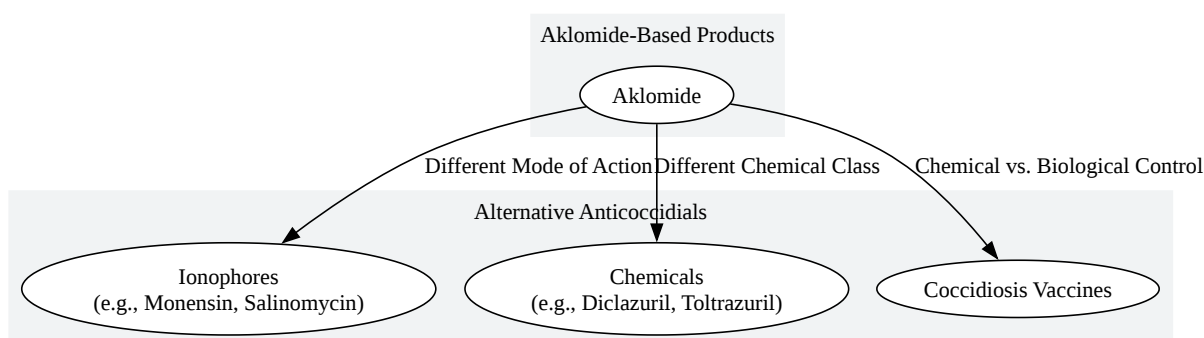 Aklomide-Based Products
Aklomide
Different Mode of Action
Different Chemical Class
Chemical vs. Biological Control
Alternative Anticoccidials
Ionophores
(e.g., Monensin, Salinomycin)
Chemicals
(e.g., Diclazuril, Toltrazuril)
Coccidiosis Vaccines